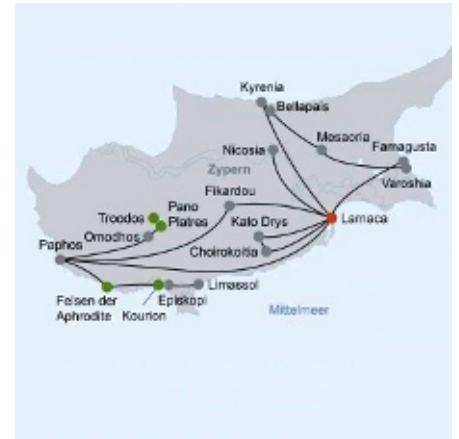 Kyrenia
Bellapais
Nicosia
Mesaoria
Famagusta
Varoshia
Zypern
Fikardou
Troodos
Pano
Platres
Omodhos
Kato Drys
Larnaca
Paphos
Choirokoitia
Felsen der
Aphrodite
Kourion
Episkopi
Limassol
Mittelmeer